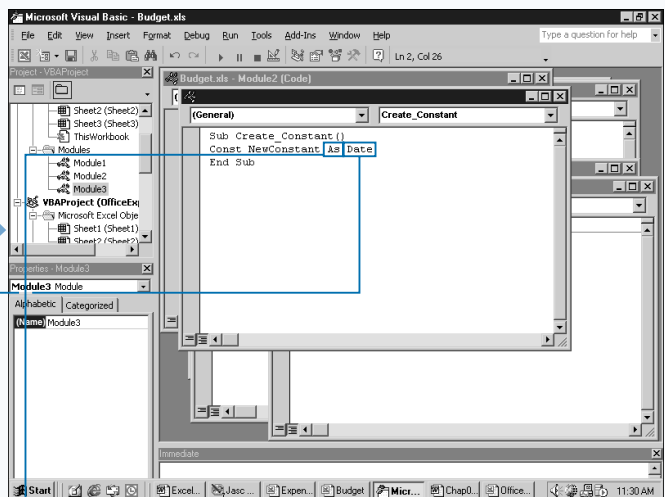 Microsoft Visual Basic - Budget.xls
File Edit View Insert Format Debug Run Tools Add-Ins Window Help
Type a question for help
Ln 2, Col 26
Project - VBAProject
Sheet2 (Sheet2)
Sheet3 (Sheet3)
ThisWorkbook
Modules
Module1
Module2
Module3
VBAProject (OfficeEx
Microsoft Excel Obje
Sheet1 (Sheet1)
Sheet2 (Sheet2)
Properties - Module3
Module3 Module
Alphabetic Categorized
(Name) Module3
Budget.xls - Module2 (Code)
(General) Create_Constant
Sub Create_Constant()
Const NewConstant As Date
End Sub
Immediate
Start Excel... Jasc ... Expen... Budget Micr... Chap0... Office... 11:30 AM